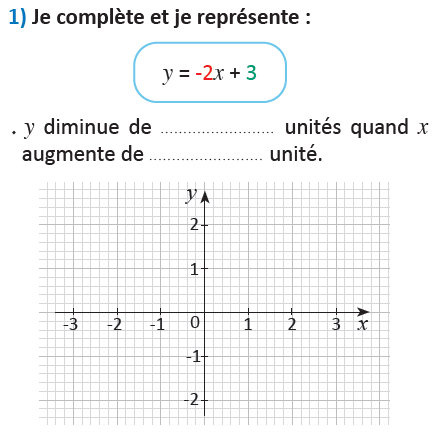 1) Je complète et je représente :
y = -2x + 3
. y diminue de ........................ unités quand x
augmente de ........................ unité.
y
2
1
-3 -2 -1 0 1 2 3 x
-1
-2